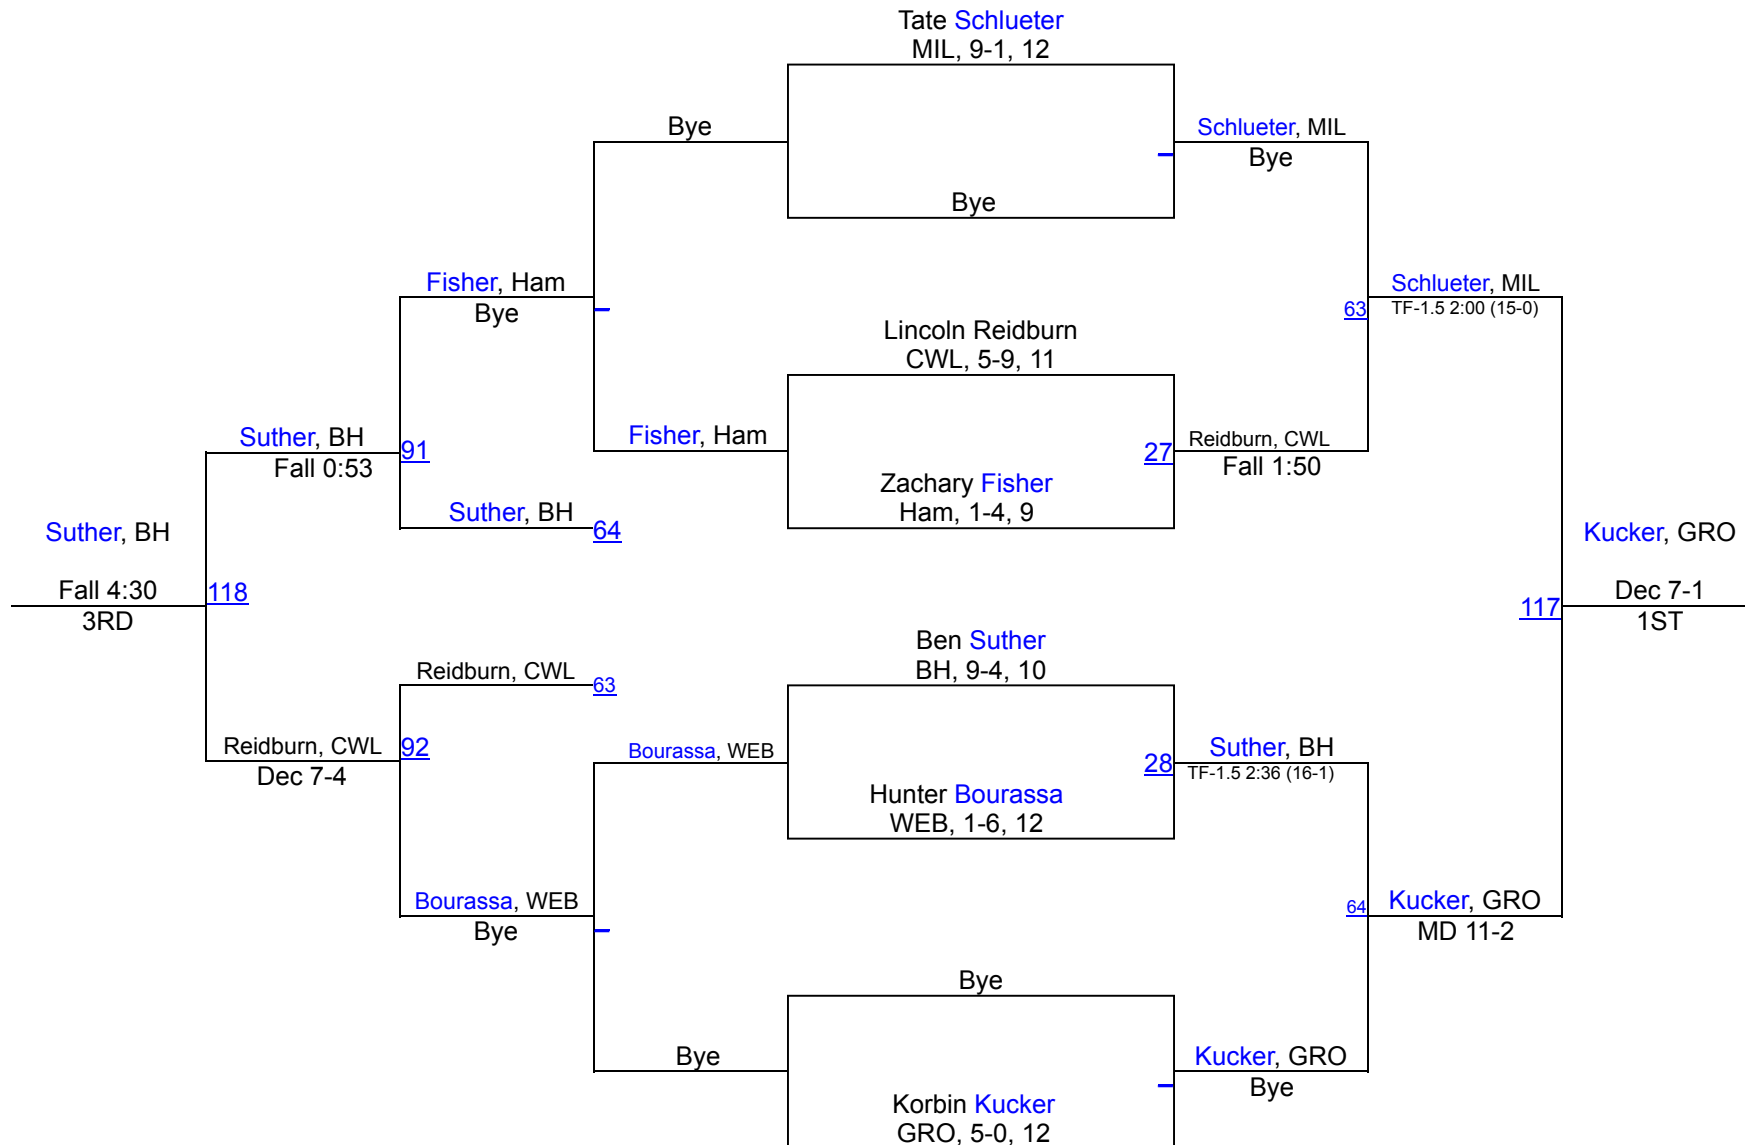 Tate Schlueter
MIL, 9-1, 12
Bye
Schlueter, MIL
Bye
Bye
Fisher, Ham
Bye
Schlueter, MIL
63
TF-1.5 2:00 (15-0)
Lincoln Reidburn
CWL, 5-9, 11
Suther, BH
91
Fall 0:53
Fisher, Ham
27
Reidburn, CWL
Fall 1:50
Zachary Fisher
Ham, 1-4, 9
Suther, BH
64
Suther, BH
Kucker, GRO
Fall 4:30
118
3RD
117
Dec 7-1
1ST
Ben Suther
BH, 9-4, 10
Reidburn, CWL
63
Reidburn, CWL
92
Dec 7-4
Bourassa, WEB
28
Suther, BH
TF-1.5 2:36 (16-1)
Hunter Bourassa
WEB, 1-6, 12
Bourassa, WEB
Bye
64
Kucker, GRO
MD 11-2
Bye
Bye
Kucker, GRO
Bye
Korbin Kucker
GRO, 5-0, 12